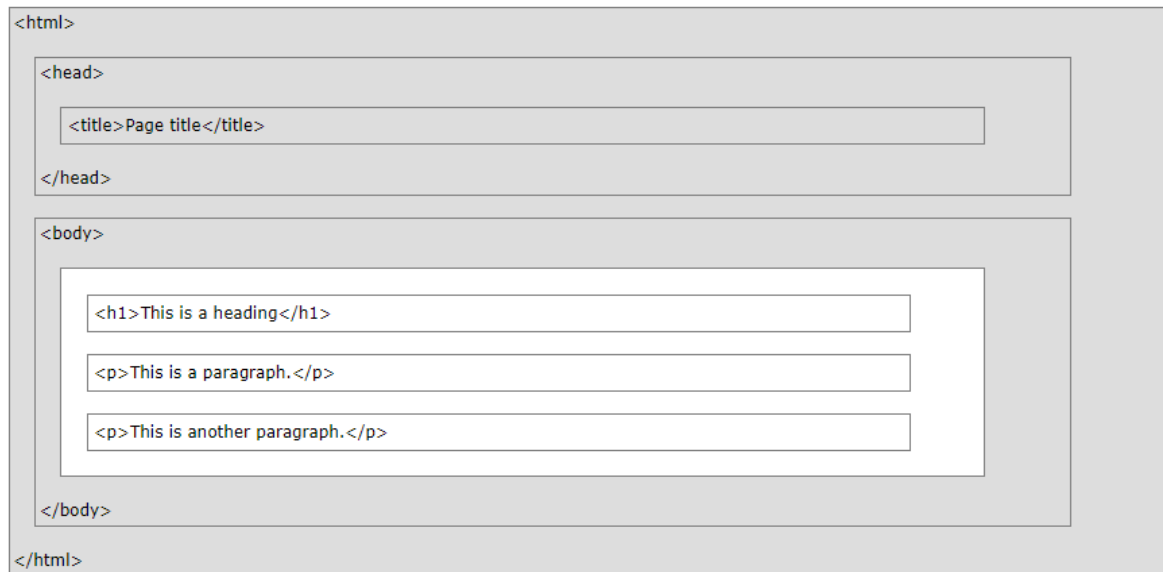 <html>
<head>
<title>Page title</title>
</head>
<body>
<h1>This is a heading</h1>
<p>This is a paragraph.</p>
<p>This is another paragraph.</p>
</body>
</html>